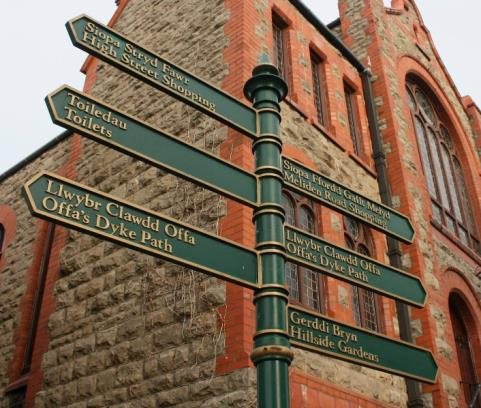 Siopa Stryd Fawr
High Street Shopping
Toiledau
Toilets
Llwybr Clawdd Offa
Offa's Dyke Path
Siopa Ffordd Gallt Melyd
Meliden Road Shopping
Llwybr Clawdd Offa
Offa's Dyke Path
Gerddi Bryn
Hillside Gardens